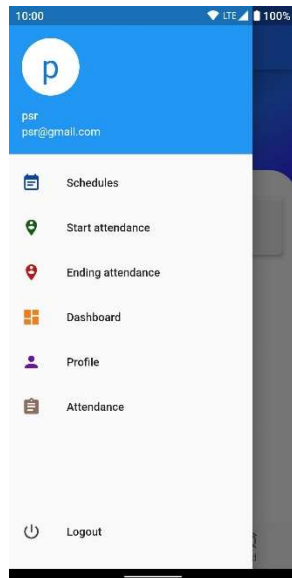 10:00 LTE 100%
p
psr
psr@gmail.com
Schedules
Start attendance
Ending attendance
Dashboard
Profile
Attendance
Logout